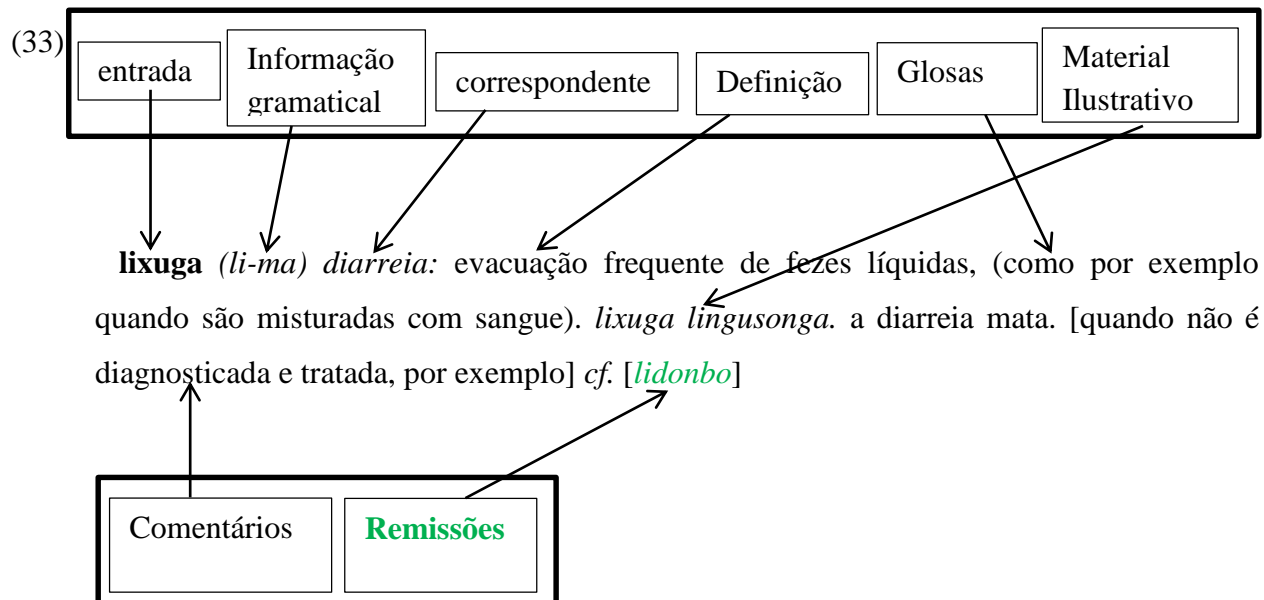 (33)
entrada
Informação
gramatical
correspondente
Definição
Glosas
Material
Ilustrativo
lixuga (li-ma) diarreia: evacuação frequente de fezes líquidas, (como por exemplo
quando são misturadas com sangue). lixuga lingusonga. a diarreia mata. [quando não é
diagnosticada e tratada, por exemplo] cf. [lidonbo]
Comentários
Remissões